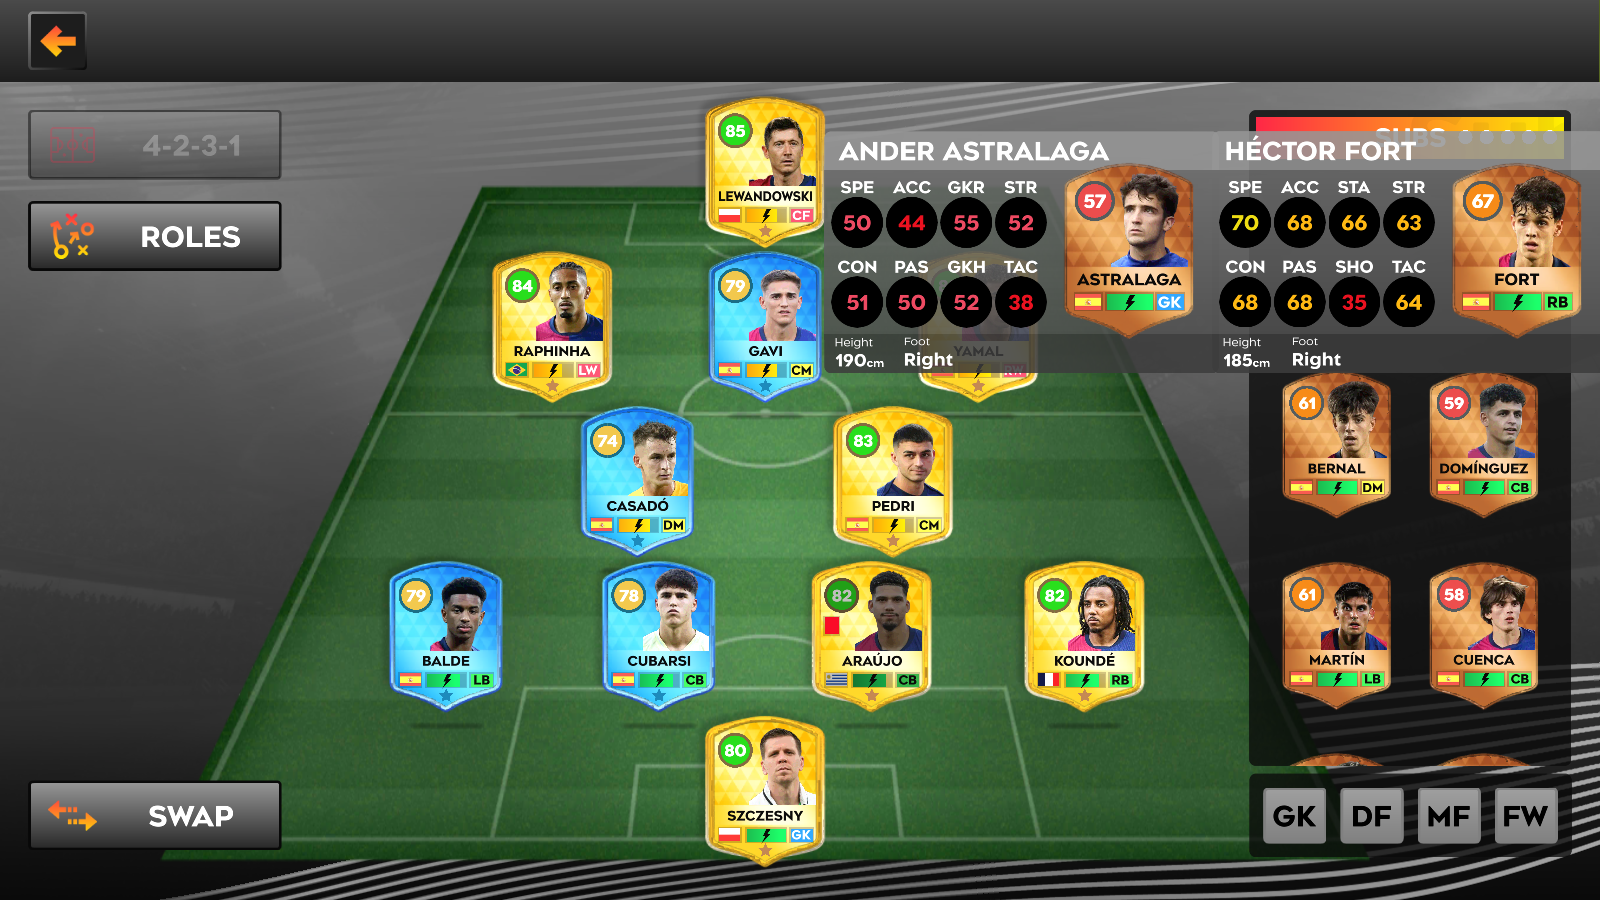 4-2-3-1
ROLES
SWAP
85
LEWANDOWSKI
CF
84
RAPHINHA
LW
79
GAVI
CM
YAMAL
RW
74
CASADÓ
DM
83
PEDRI
CM
79
BALDE
LB
78
CUBARSI
CB
82
ARAÚJO
CB
82
KOUNDÉ
RB
80
SZCZESNY
GK
SUBS
ANDER ASTRALAGA
SPE ACC GKR STR
50 44 55 52
CON PAS GKH TAC
51 50 52 38
Height Foot
190cm Right
57
ASTRALAGA
GK
HÉCTOR FORT
SPE ACC STA STR
70 68 66 63
CON PAS SHO TAC
68 68 35 64
Height Foot
185cm Right
67
FORT
RB
61
BERNAL
DM
59
DOMÍNGUEZ
CB
61
MARTÍN
LB
58
CUENCA
CB
GK DF MF FW